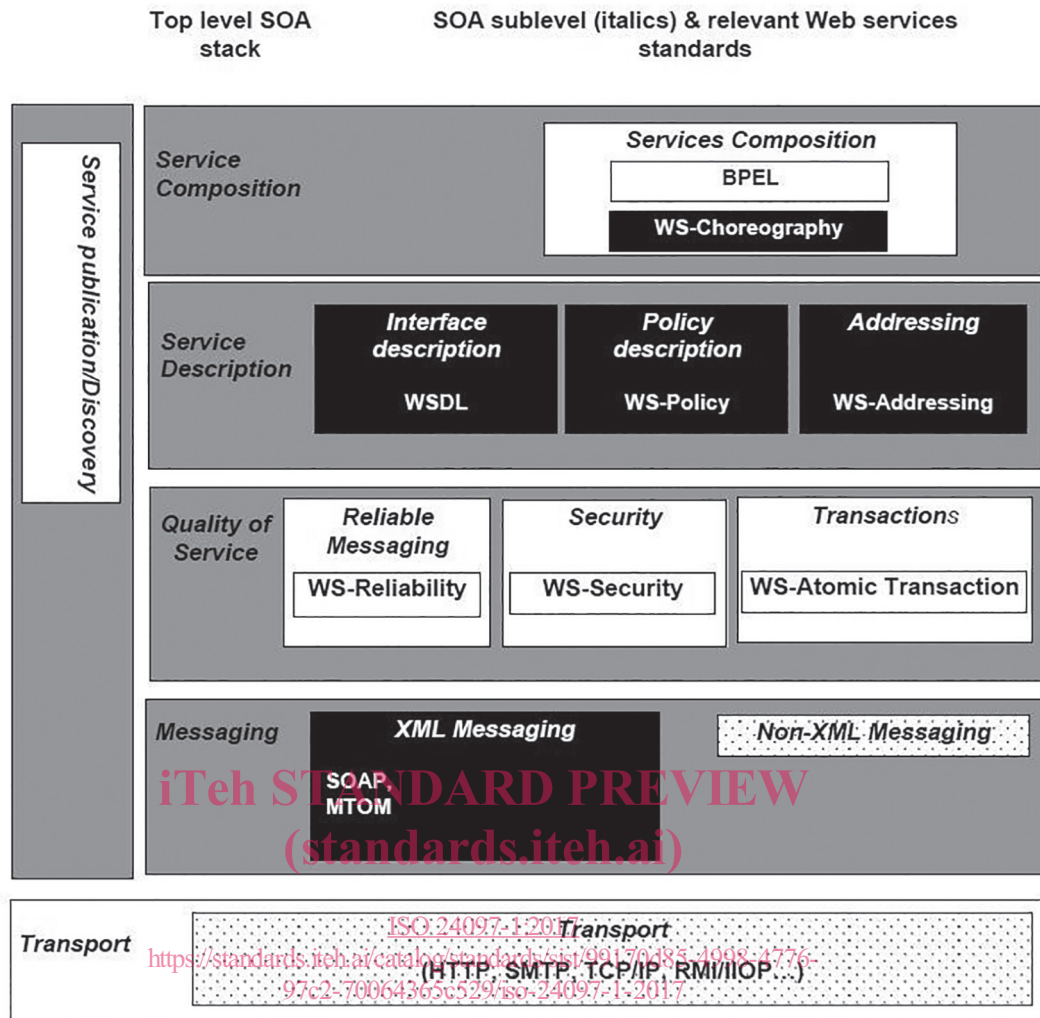 Top level SOA
stack
SOA sublevel (italics) & relevant Web services
standards
Service publication/Discovery
Service
Composition
Services Composition
BPEL
WS-Choreography
Service
Description
Interface
description
WSDL
Policy
description
WS-Policy
Addressing
WS-Addressing
Quality of
Service
Reliable
Messaging
WS-Reliability
Security
WS-Security
Transactions
WS-Atomic Transaction
Messaging
XML Messaging
SOAP,
MTOM
Non-XML Messaging
iTeh STANDARD PREVIEW
(standards.iteh.ai)
Transport
Transport
(HTTP, SMTP, TCP/IP, RMI/IIOP…)
ISO 24097-1:2017
https://standards.iteh.ai/catalog/standards/sist/99170d85-4998-4776-
97c2-70064365c529/iso-24097-1-2017